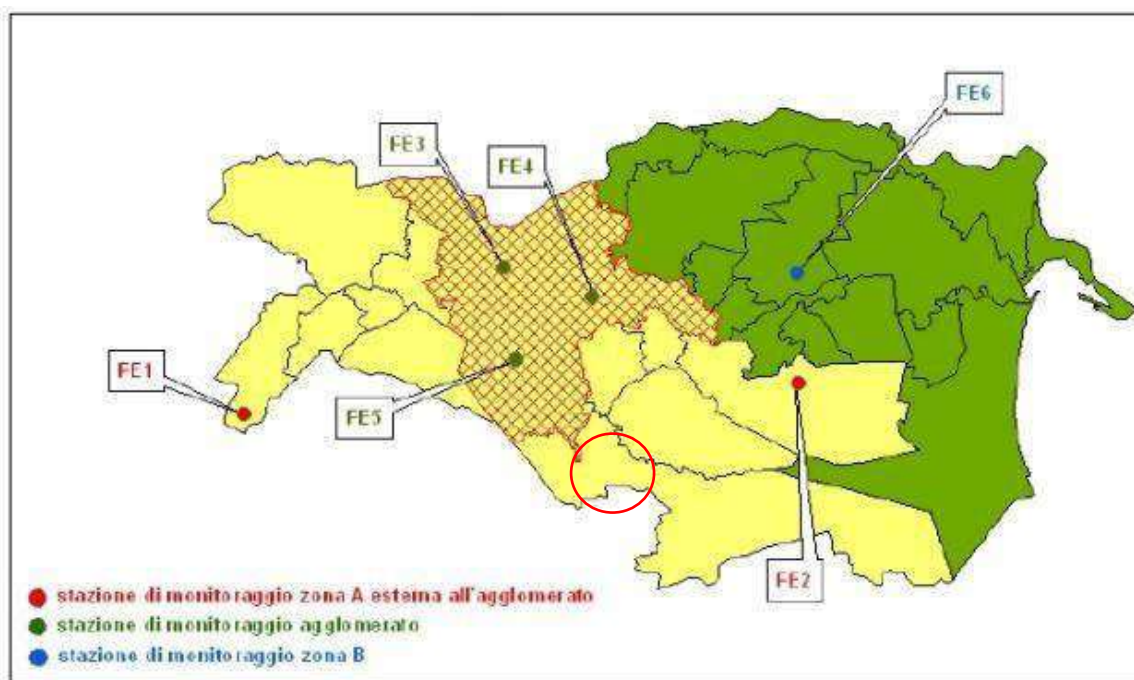 FE6
FE3
FE4
FE1
FE5
FE2
stazione di monitoraggio zona A esterna all'agglomerato
stazione di monitoraggio agglomerato
stazione di monitoraggio zona B